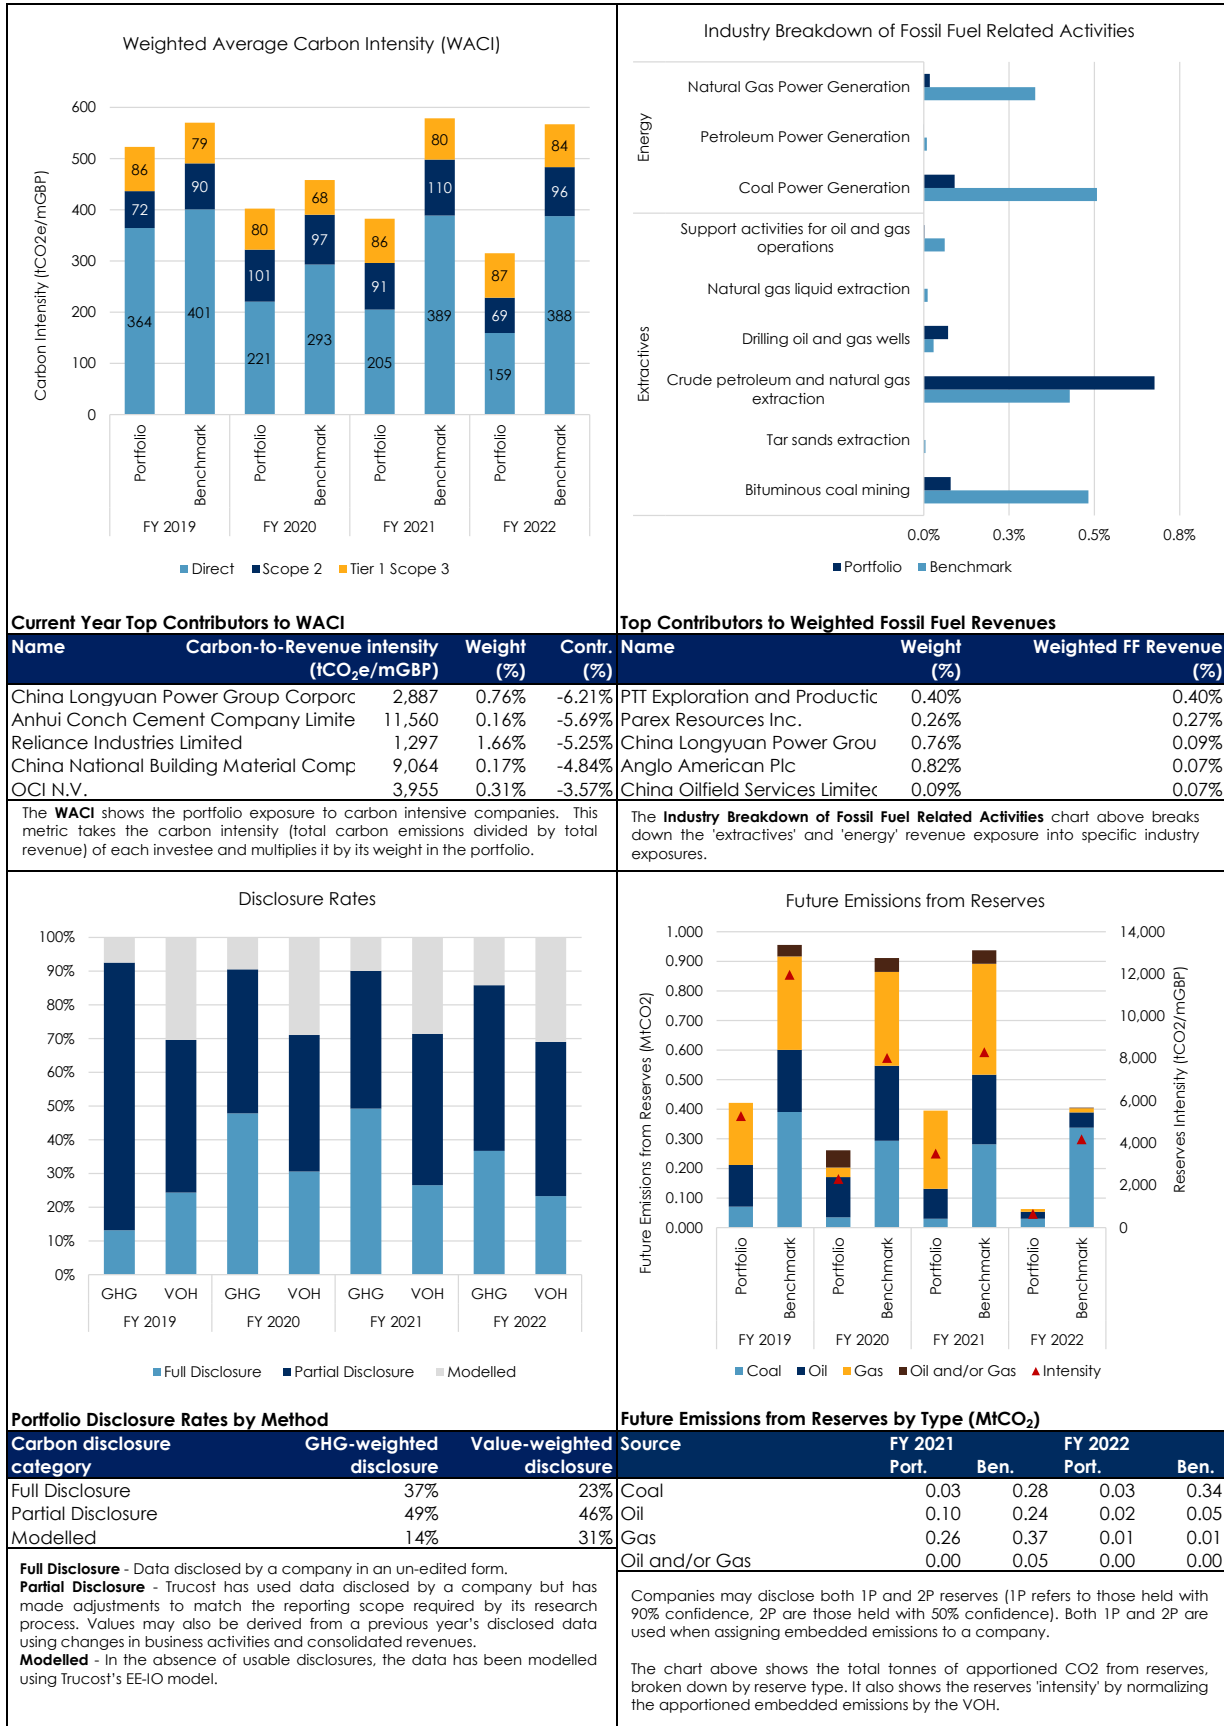 Weighted Average Carbon Intensity (WACI)
Carbon Intensity (tCO2e/mGBP)
600
500
400
300
200
100
0
86
72
364
79
90
401
80
101
221
68
97
293
86
91
205
80
110
389
87
69
159
84
96
388
Portfolio
Benchmark
Portfolio
Benchmark
Portfolio
Benchmark
Portfolio
Benchmark
FY 2019
FY 2020
FY 2021
FY 2022
Direct
Scope 2
Tier 1 Scope 3
Industry Breakdown of Fossil Fuel Related Activities
Energy
Natural Gas Power Generation
Petroleum Power Generation
Coal Power Generation
Extractives
Support activities for oil and gas
operations
Natural gas liquid extraction
Drilling oil and gas wells
Crude petroleum and natural gas
extraction
Tar sands extraction
Bituminous coal mining
0.0%
0.3%
0.5%
0.8%
Portfolio
Benchmark
Current Year Top Contributors to WACI
Name Carbon-to-Revenue intensity Weight Contr.
(tCO2e/mGBP) (%) (%)
China Longyuan Power Group Corporc 2,887 0.76% -6.21%
Anhui Conch Cement Company Limite 11,560 0.16% -5.69%
Reliance Industries Limited 1,297 1.66% -5.25%
China National Building Material Comp 9,064 0.17% -4.84%
OCI N.V. 3,955 0.31% -3.57%
The WACI shows the portfolio exposure to carbon intensive companies. This
metric takes the carbon intensity (total carbon emissions divided by total
revenue) of each investee and multiplies it by its weight in the portfolio.
Top Contributors to Weighted Fossil Fuel Revenues
Name Weight Weighted FF Revenue
(%) (%)
PTT Exploration and Productic 0.40% 0.40%
Parex Resources Inc. 0.26% 0.27%
China Longyuan Power Grou 0.76% 0.09%
Anglo American Plc 0.82% 0.07%
China Oilfield Services Limitec 0.09% 0.07%
The Industry Breakdown of Fossil Fuel Related Activities chart above breaks
down the 'extractives' and 'energy' revenue exposure into specific industry
exposures.
Disclosure Rates
100%
90%
80%
70%
60%
50%
40%
30%
20%
10%
0%
GHG
VOH
GHG
VOH
GHG
VOH
GHG
VOH
FY 2019
FY 2020
FY 2021
FY 2022
Full Disclosure
Partial Disclosure
Modelled
Future Emissions from Reserves
Future Emissions from Reserves (MtCO2)
1.000
0.900
0.800
0.700
0.600
0.500
0.400
0.300
0.200
0.100
0.000
14,000
12,000
10,000
8,000
6,000
4,000
2,000
0
Reserves Intensity (tCO2/mGBP)
Portfolio
Benchmark
Portfolio
Benchmark
Portfolio
Benchmark
Portfolio
Benchmark
FY 2019
FY 2020
FY 2021
FY 2022
Coal
Oil
Gas
Oil and/or Gas
Intensity
Portfolio Disclosure Rates by Method
Carbon disclosure GHG-weighted Value-weighted
category disclosure disclosure
Full Disclosure 37% 23%
Partial Disclosure 49% 46%
Modelled 14% 31%
Full Disclosure - Data disclosed by a company in an un-edited form.
Partial Disclosure - Trucost has used data disclosed by a company but has
made adjustments to match the reporting scope required by its research
process. Values may also be derived from a previous year's disclosed data
using changes in business activities and consolidated revenues.
Modelled - In the absence of usable disclosures, the data has been modelled
using Trucost's EE-IO model.
Future Emissions from Reserves by Type (MtCO2)
Source FY 2021 FY 2022
Port. Ben. Port. Ben.
Coal 0.03 0.28 0.03 0.34
Oil 0.10 0.24 0.02 0.05
Gas 0.26 0.37 0.01 0.01
Oil and/or Gas 0.00 0.05 0.00 0.00
Companies may disclose both 1P and 2P reserves (1P refers to those held with
90% confidence, 2P are those held with 50% confidence). Both 1P and 2P are
used when assigning embedded emissions to a company.
The chart above shows the total tonnes of apportioned CO2 from reserves,
broken down by reserve type. It also shows the reserves 'intensity' by normalizing
the apportioned embedded emissions by the VOH.